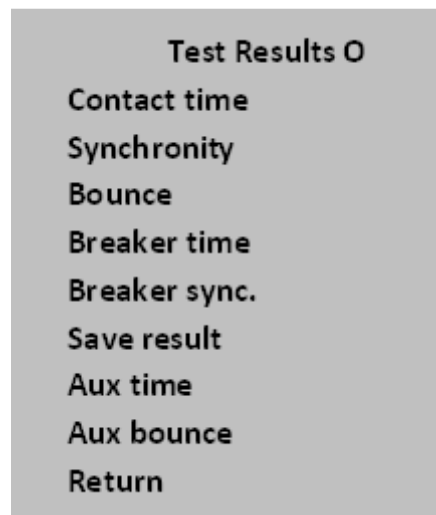 Test Results O
Contact time
Synchronity
Bounce
Breaker time
Breaker sync.
Save result
Aux time
Aux bounce
Return